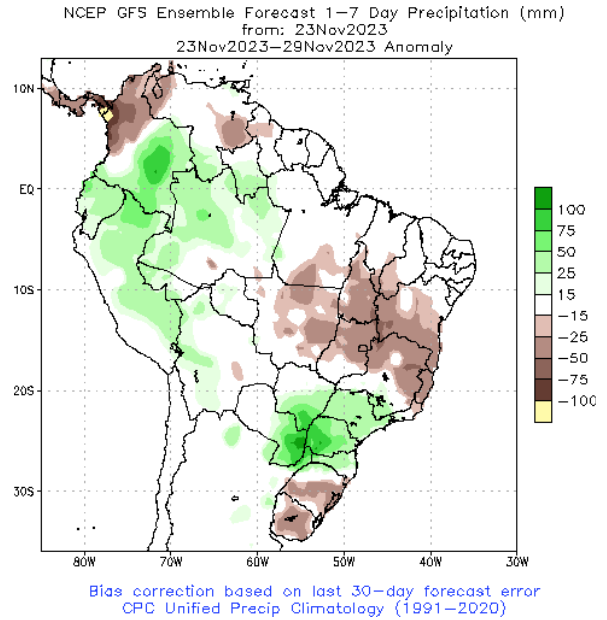 NCEP GFS Ensemble Forecast 1−7 Day Precipitation (mm)
from: 23Nov2023
23Nov2023−29Nov2023 Anomaly
10N
EQ
10S
20S
30S
80W 70W 60W 50W 40W 30W
100
75
50
25
15
−15
−25
−50
−75
−100
Bias correction based on last 30−day forecast error
CPC Unified Precip Climatology (1991−2020)